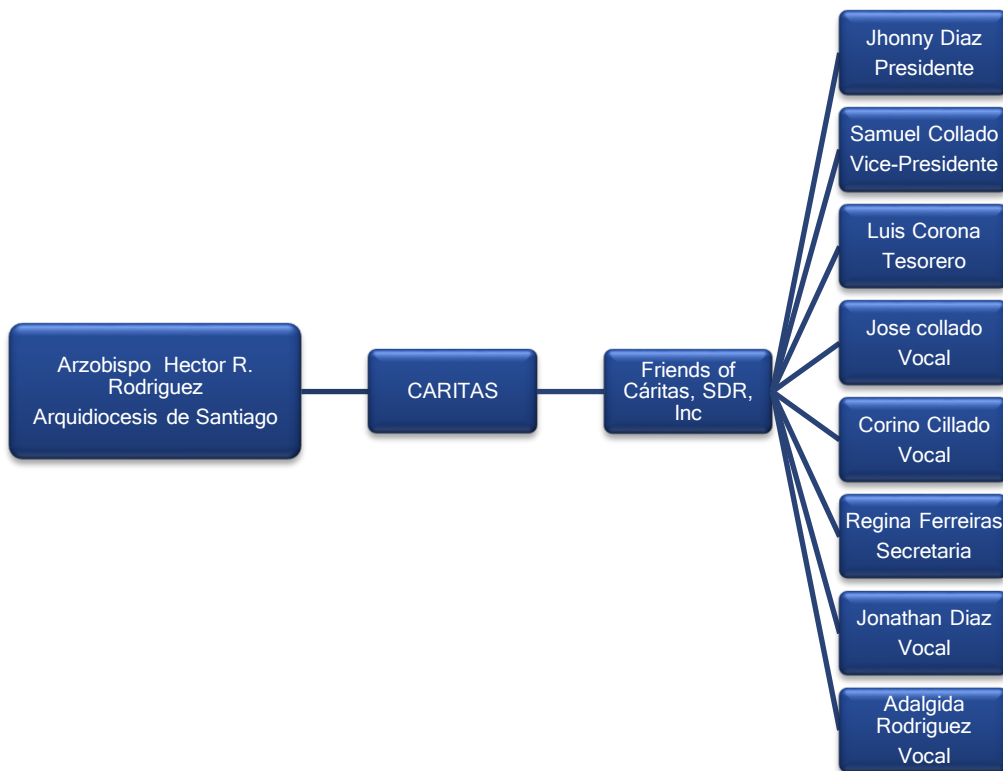 Arzobispo Hector R.
Rodriguez
Arquidiocesis de Santiago
CARITAS
Friends of
Cáritas, SDR,
Inc
Jhonny Diaz
Presidente
Samuel Collado
Vice-Presidente
Luis Corona
Tesorero
Jose collado
Vocal
Corino Cillado
Vocal
Regina Ferreiras
Secretaria
Jonathan Diaz
Vocal
Adalgida
Rodriguez
Vocal